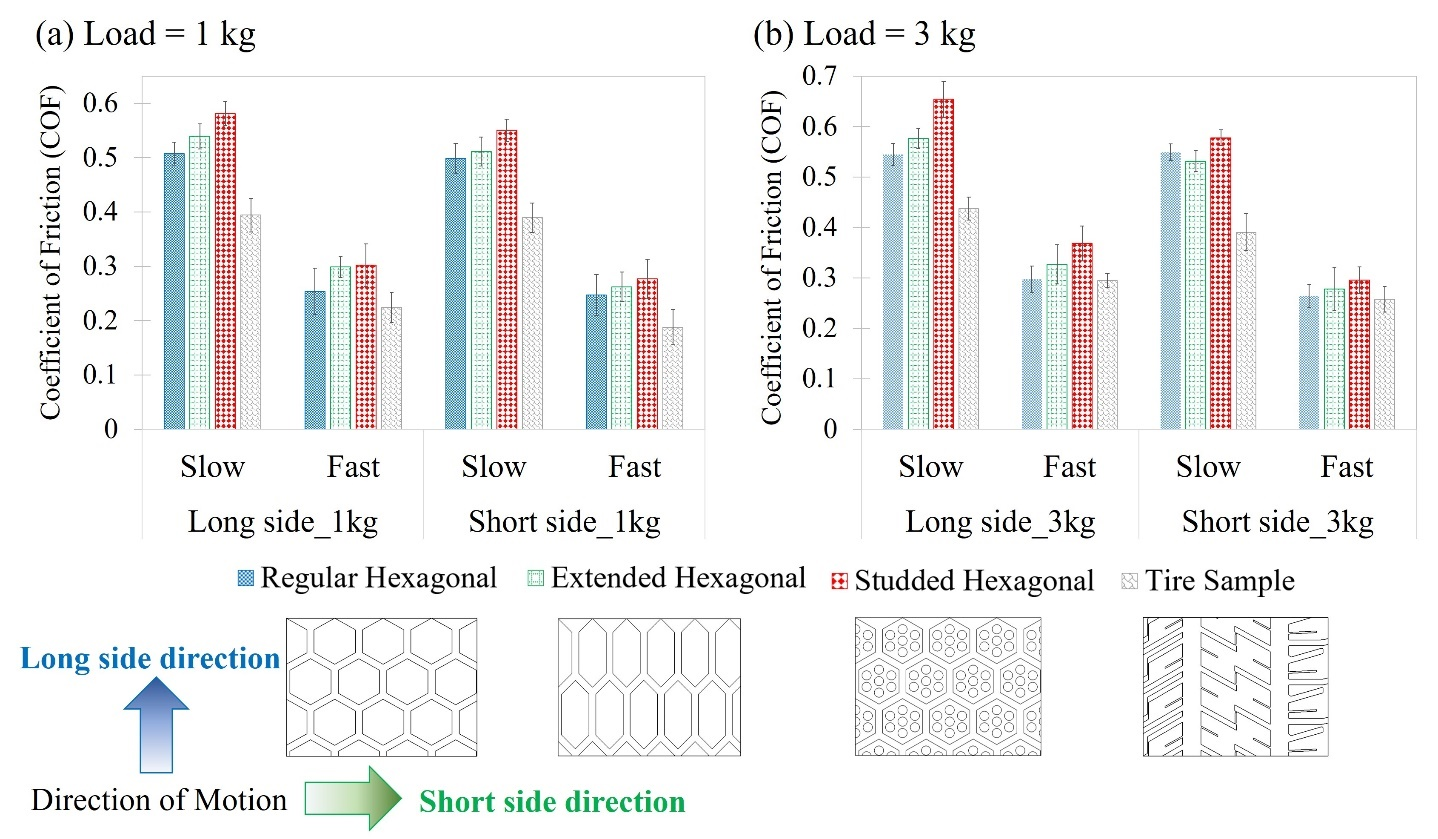 (a) Load = 1 kg
Coefficient of Friction (COF)
0.6
0.5
0.4
0.3
0.2
0.1
0
Slow Fast Slow Fast
Long side_1kg Short side_1kg
(b) Load = 3 kg
Coefficient of Friction (COF)
0.7
0.6
0.5
0.4
0.3
0.2
0.1
0
Slow Fast Slow Fast
Long side_3kg Short side_3kg
Regular Hexagonal Extended Hexagonal Studded Hexagonal Tire Sample
Long side direction
Direction of Motion
Short side direction